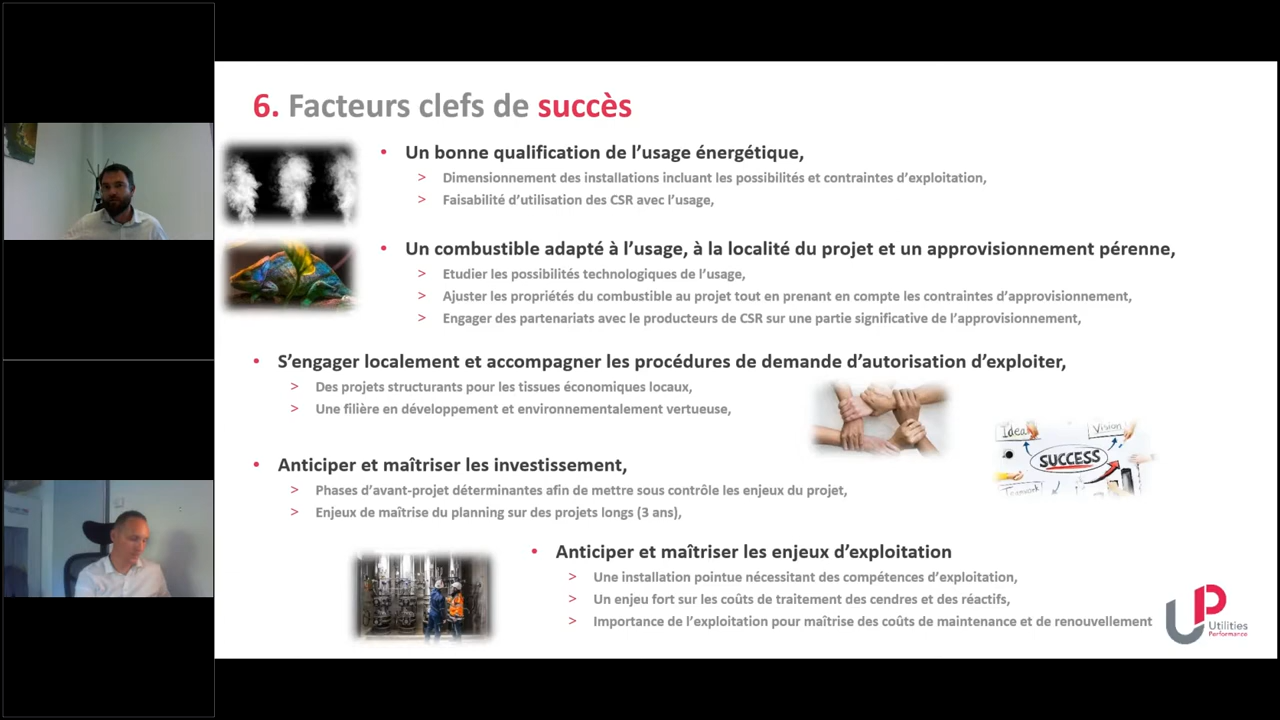 6. Facteurs clefs de succès
• Un bonne qualification de l'usage énergétique,
> Dimensionnement des installations incluant les possibilités et contraintes d'exploitation,
> Faisabilité d'utilisation des CSR avec l'usage,
• Un combustible adapté à l'usage, à la localité du projet et un approvisionnement pérenne,
> Etudier les possibilités technologiques de l'usage,
> Ajuster les propriétés du combustible au projet tout en prenant en compte les contraintes d'approvisionnement,
> Engager des partenariats avec le producteurs de CSR sur une partie significative de l'approvisionnement,
• S'engager localement et accompagner les procédures de demande d'autorisation d'exploiter,
> Des projets structurants pour les tissues économiques locaux,
> Une filière en développement et environnementalement vertueuse,
Idea
Vision
SUCCESS
Teamwork
• Anticiper et maîtriser les investissement,
> Phases d'avant-projet déterminantes afin de mettre sous contrôle les enjeux du projet,
> Enjeux de maîtrise du planning sur des projets longs (3 ans),
• Anticiper et maîtriser les enjeux d'exploitation
> Une installation pointue nécessitant des compétences d'exploitation,
> Un enjeu fort sur les coûts de traitement des cendres et des réactifs,
> Importance de l'exploitation pour maîtrise des coûts de maintenance et de renouvellement
UP
Utilities
Performance